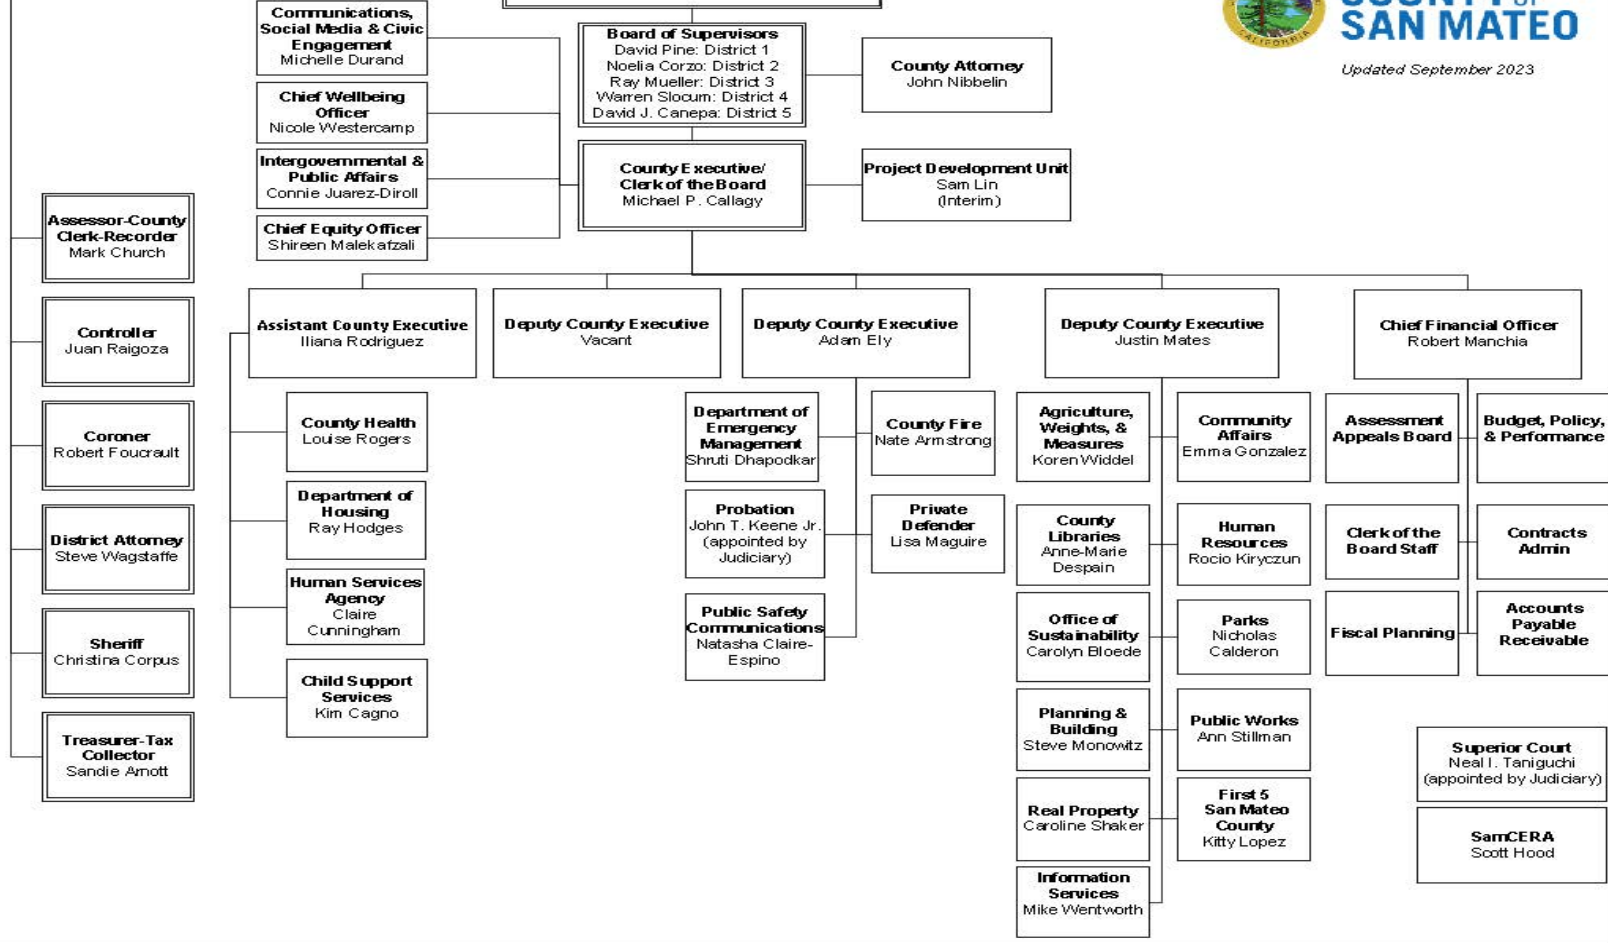 COUNTY OF
SAN MATEO
CALIFORNIA
Updated September 2023
Communications,
Social Media & Civic
Engagement
Michelle Durand
Chief Wellbeing
Officer
Nicole Westercamp
Intergovernmental &
Public Affairs
Connie Juarez-Diroll
Chief Equity Officer
Shireen Malekafzali
Board of Supervisors
David Pine: District 1
Noelia Corzo: District 2
Ray Mueller: District 3
Warren Slocum: District 4
David J. Canepa: District 5
County Attorney
John Nibbelin
County Executive/
Clerk of the Board
Michael P. Callagy
Project Development Unit
Sam Lin
(Interim)
Assessor-County
Clerk-Recorder
Mark Church
Controller
Juan Raigoza
Coroner
Robert Foucrault
District Attorney
Steve Wagstaffe
Sheriff
Christina Corpus
Treasurer-Tax
Collector
Sandie Arnott
Assistant County Executive
Iliana Rodriguez
County Health
Louise Rogers
Department of
Housing
Ray Hodges
Human Services
Agency
Claire
Cunningham
Child Support
Services
Kim Cagno
Deputy County Executive
Vacant
Deputy County Executive
Adam Ely
Department of
Emergency
Management
Shruti Dhapodkar
County Fire
Nate Armstrong
Probation
John T. Keene Jr.
(appointed by
Judiciary)
Private
Defender
Lisa Maguire
Public Safety
Communications
Natasha Claire-
Espino
Deputy County Executive
Justin Mates
Agriculture,
Weights, &
Measures
Koren Widdel
Community
Affairs
Emma Gonzalez
County
Libraries
Anne-Marie
Despain
Human
Resources
Rocio Kiryczun
Office of
Sustainability
Carolyn Bloede
Parks
Nicholas
Calderon
Planning &
Building
Steve Monowitz
Public Works
Ann Stillman
Real Property
Caroline Shaker
First 5
San Mateo
County
Kitty Lopez
Information
Services
Mike Wentworth
Chief Financial Officer
Robert Manchia
Assessment
Appeals Board
Budget, Policy,
& Performance
Clerk of the
Board Staff
Contracts
Admin
Fiscal Planning
Accounts
Payable
Receivable
Superior Court
Neal I. Taniguchi
(appointed by Judiciary)
SamCERA
Scott Hood